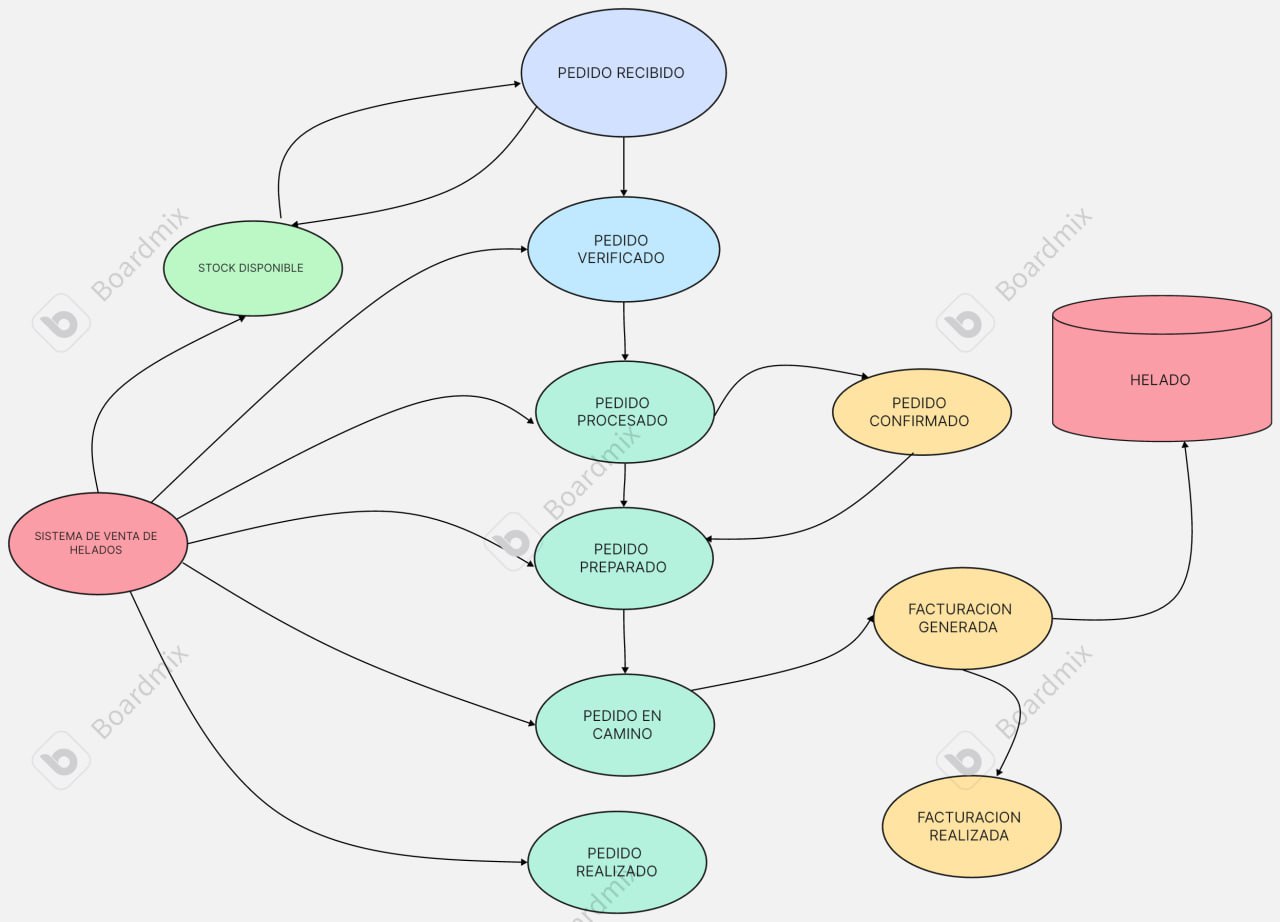 PEDIDO RECIBIDO
Boardmix
Boardmix
PEDIDO
VERIFICADO
STOCK DISPONIBLE
HELADO
PEDIDO
PROCESADO
PEDIDO
CONFIRMADO
Boardmix
SISTEMA DE VENTA DE
HELADOS
PEDIDO
PREPARADO
FACTURACION
GENERADA
Boardmix
Boardmix
PEDIDO EN
CAMINO
FACTURACION
REALIZADA
PEDIDO
REALIZADO
Boardmix